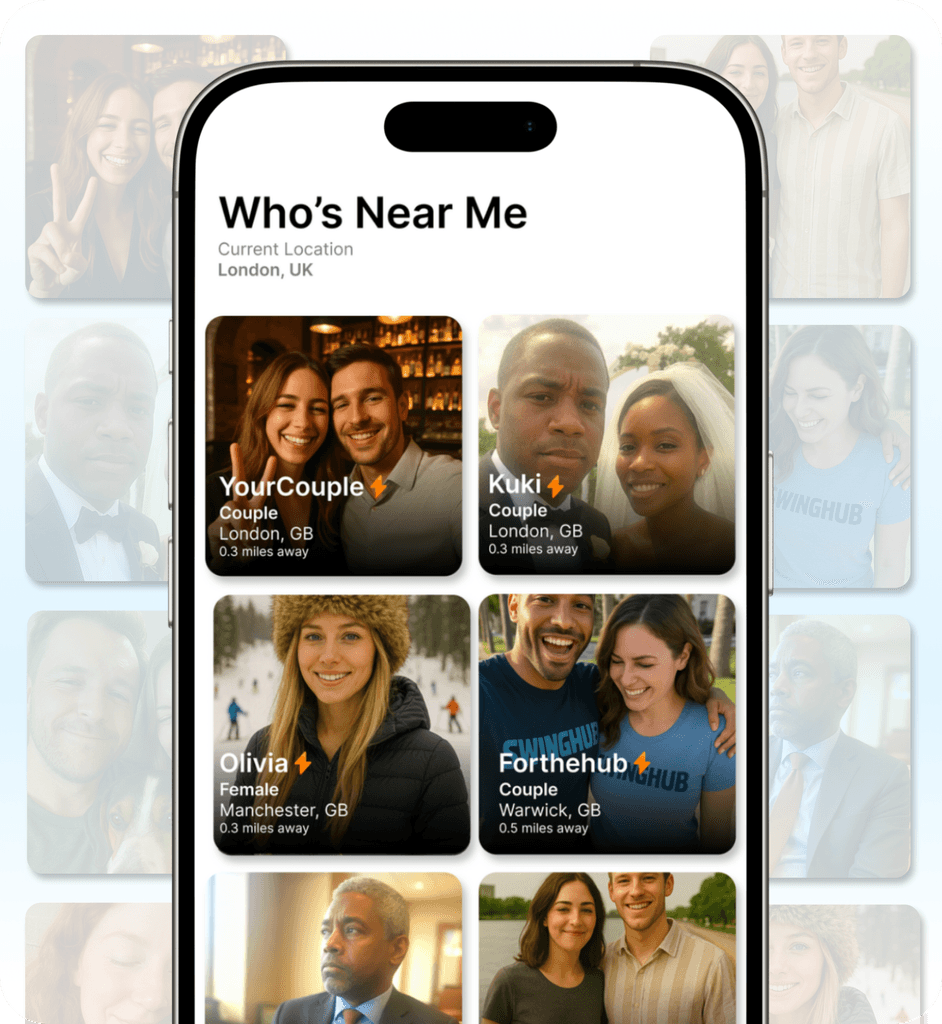 Who's Near Me
Current Location
London, UK
YourCouple
Couple
London, GB
0.3 miles away
Kuki
Couple
London, GB
0.3 miles away
SWINGHUB
Olivia
Female
Manchester, GB
0.3 miles away
SWINGHUB
SWINGHUB
Forthehub
Couple
Warwick, GB
0.5 miles away